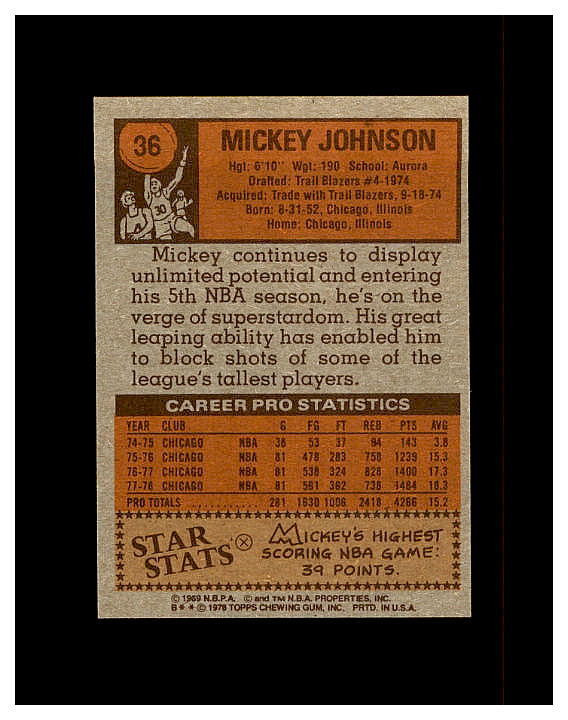 36
30
MICKEY JOHNSON
Hgt: 6'10" Wgt: 190 School: Aurora
Drafted: Trail Blazers #4-1974
Acquired: Trade with Trail Blazers, 9-18-74
Born: 8-31-52, Chicago, Illinois
Home: Chicago, Illinois
Mickey continues to display
unlimited potential and entering
his 5th NBA season, he's on the
verge of superstardom. His great
leaping ability has enabled him
to block shots of some of the
league's tallest players.
CAREER PRO STATISTICS
YEAR CLUB G FG FT REB PTS AVG
74-75 CHICAGO NBA 38 53 37 94 143 3.8
75-76 CHICAGO NBA 81 478 283 758 1239 15.3
76-77 CHICAGO NBA 81 538 324 828 1400 17.3
77-78 CHICAGO NBA 81 561 362 738 1484 18.3
PRO TOTALS .......... 281 1630 1006 2418 4266 15.2
STAR STATS
MICKEY'S HIGHEST
SCORING NBA GAME:
39 POINTS.
© 1969 N.B.P.A. © and TM N.B.A. PROPERTIES, INC.
B * * © 1978 TOPPS CHEWING GUM, INC. PRTD. IN U.S.A.